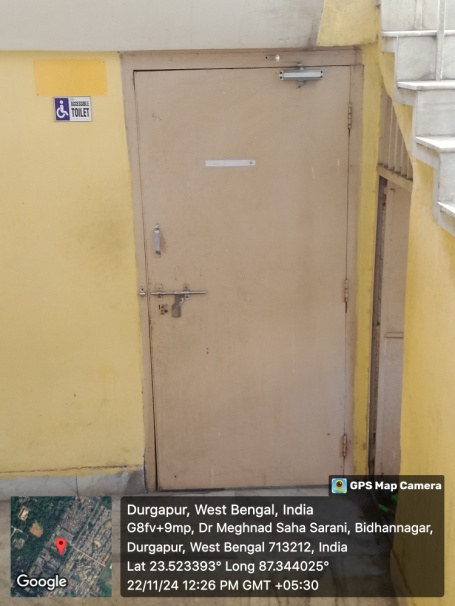 ACCESSIBLE
TOILET
GPS Map Camera
Durgapur, West Bengal, India
G8fv+9mp, Dr Meghnad Saha Sarani, Bidhannagar,
Durgapur, West Bengal 713212, India
Lat 23.523393° Long 87.344025°
22/11/24 12:26 PM GMT +05:30
Google